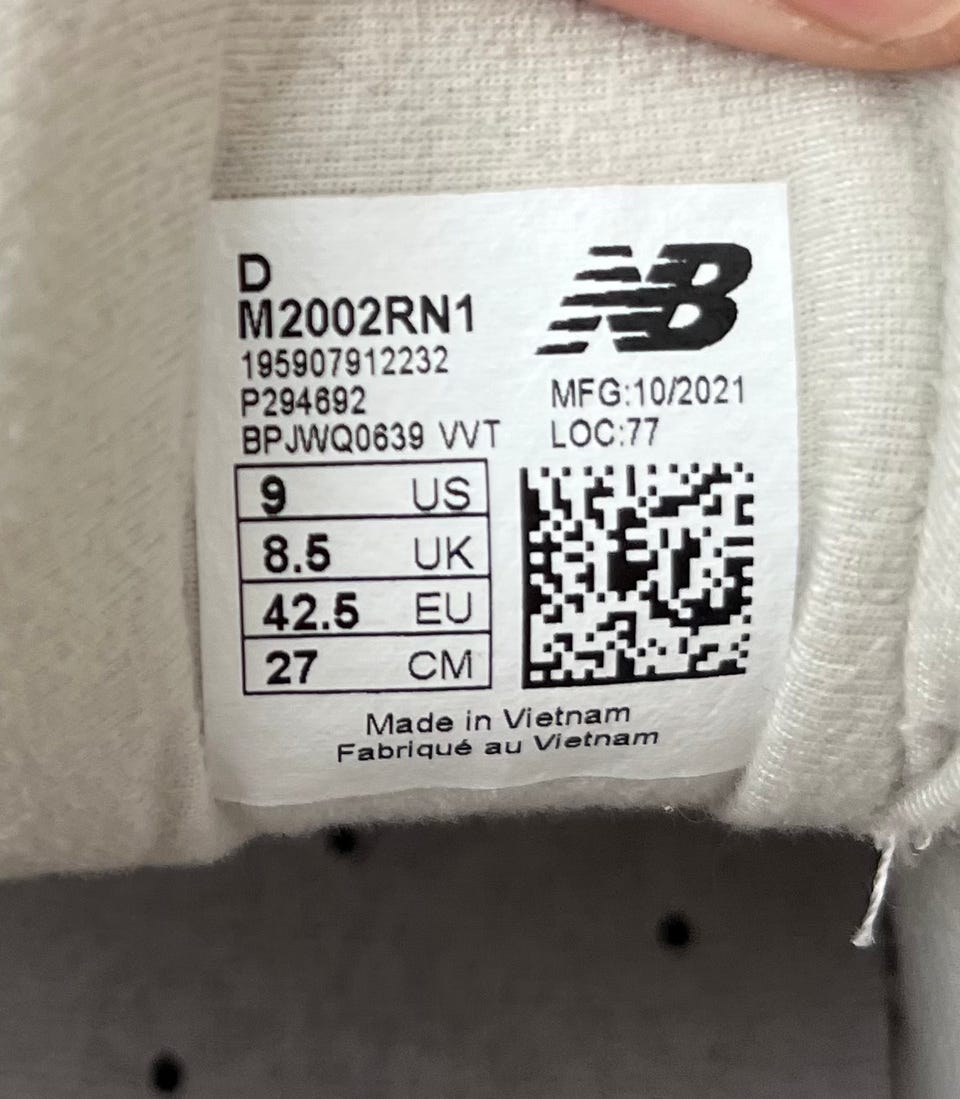 D
M2002RN1
195907912232
P294692
BPJWQ0639 VVT
NB
MFG:10/2021
LOC:77
9 US
8.5 UK
42.5 EU
27 CM
Made in Vietnam
Fabriqué au Vietnam